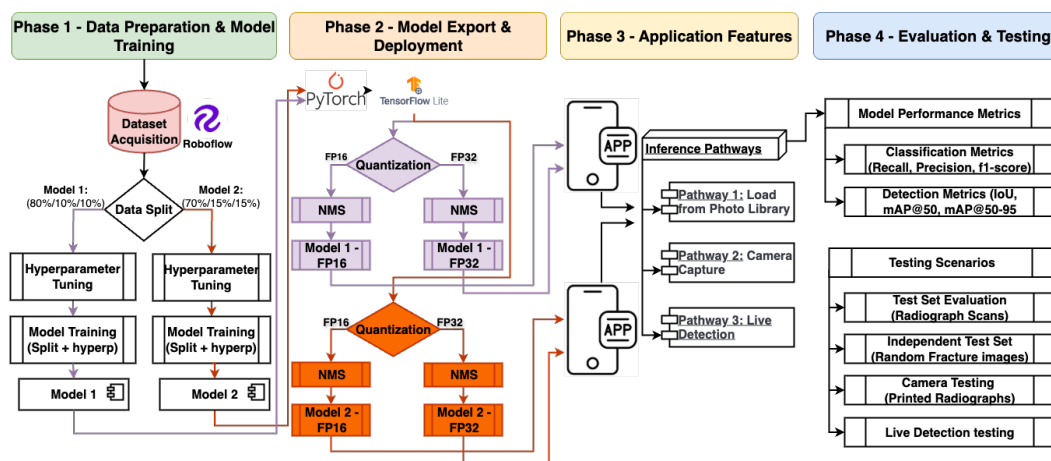 Phase 1 - Data Preparation & Model
Training
Phase 2 - Model Export &
Deployment
Phase 3 - Application Features
Phase 4 - Evaluation & Testing
Dataset
Acquisition
Roboflow
Model 1:
(80%/10%/10%)
Model 2:
(70%/15%/15%)
Data Split
Hyperparameter
Tuning
Hyperparameter
Tuning
Model Training
(Split + hyperp)
Model Training
(Split + hyperp)
Model 1
Model 2
PyTorch
TensorFlow Lite
FP16
Quantization
FP32
NMS
NMS
Model 1 -
FP16
Model 1 -
FP32
FP16
Quantization
FP32
NMS
NMS
Model 2 -
FP16
Model 2 -
FP32
APP
APP
Inference Pathways
Pathway 1: Load
from Photo Library
Pathway 2: Camera
Capture
Pathway 3: Live
Detection
Model Performance Metrics
Classification Metrics
(Recall, Precision, f1-score)
Detection Metrics (IoU,
mAP@50, mAP@50-95
Testing Scenarios
Test Set Evaluation
(Radiograph Scans)
Independent Test Set
(Random Fracture images)
Camera Testing
(Printed Radiographs)
Live Detection testing